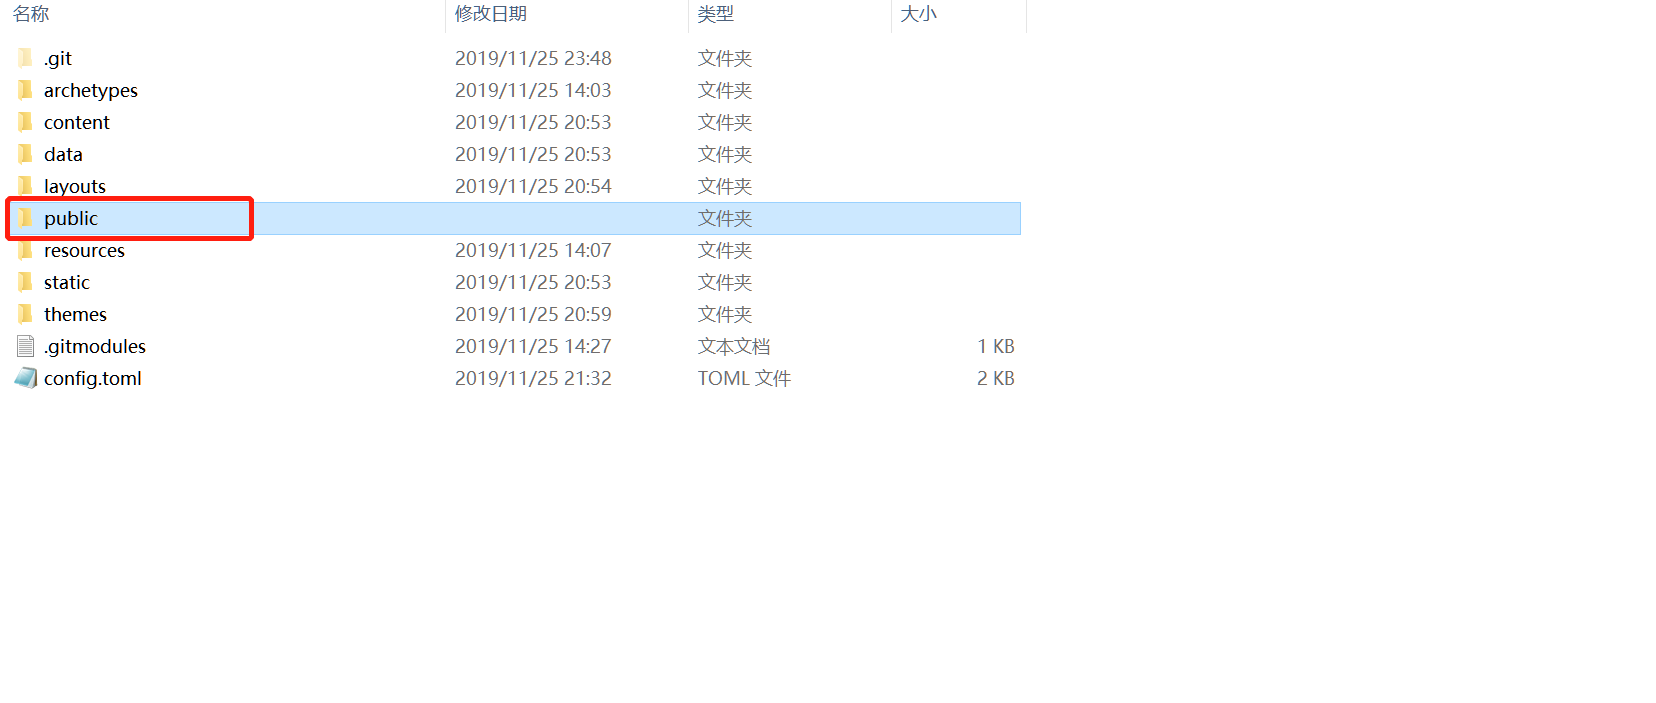 名称 修改日期 类型 大小
.git 2019/11/25 23:48 文件夹
archetypes 2019/11/25 14:03 文件夹
content 2019/11/25 20:53 文件夹
data 2019/11/25 20:53 文件夹
layouts 2019/11/25 20:54 文件夹
public 文件夹
resources 2019/11/25 14:07 文件夹
static 2019/11/25 20:53 文件夹
themes 2019/11/25 20:59 文件夹
.gitmodules 2019/11/25 14:27 文本文档 1 KB
config.toml 2019/11/25 21:32 TOML 文件 2 KB